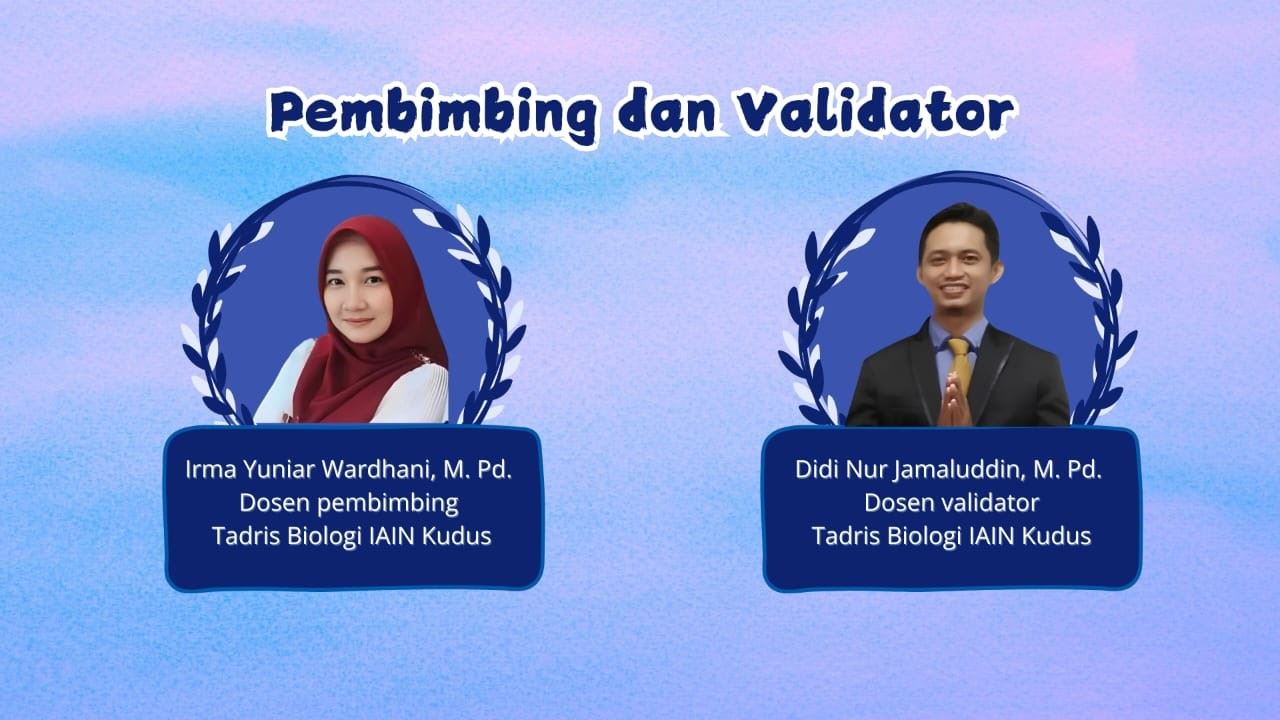 Pembimbing dan Validator
Irma Yuniar Wardhani, M. Pd.
Dosen pembimbing
Tadris Biologi IAIN Kudus
Didi Nur Jamaluddin, M. Pd.
Dosen validator
Tadris Biologi IAIN Kudus